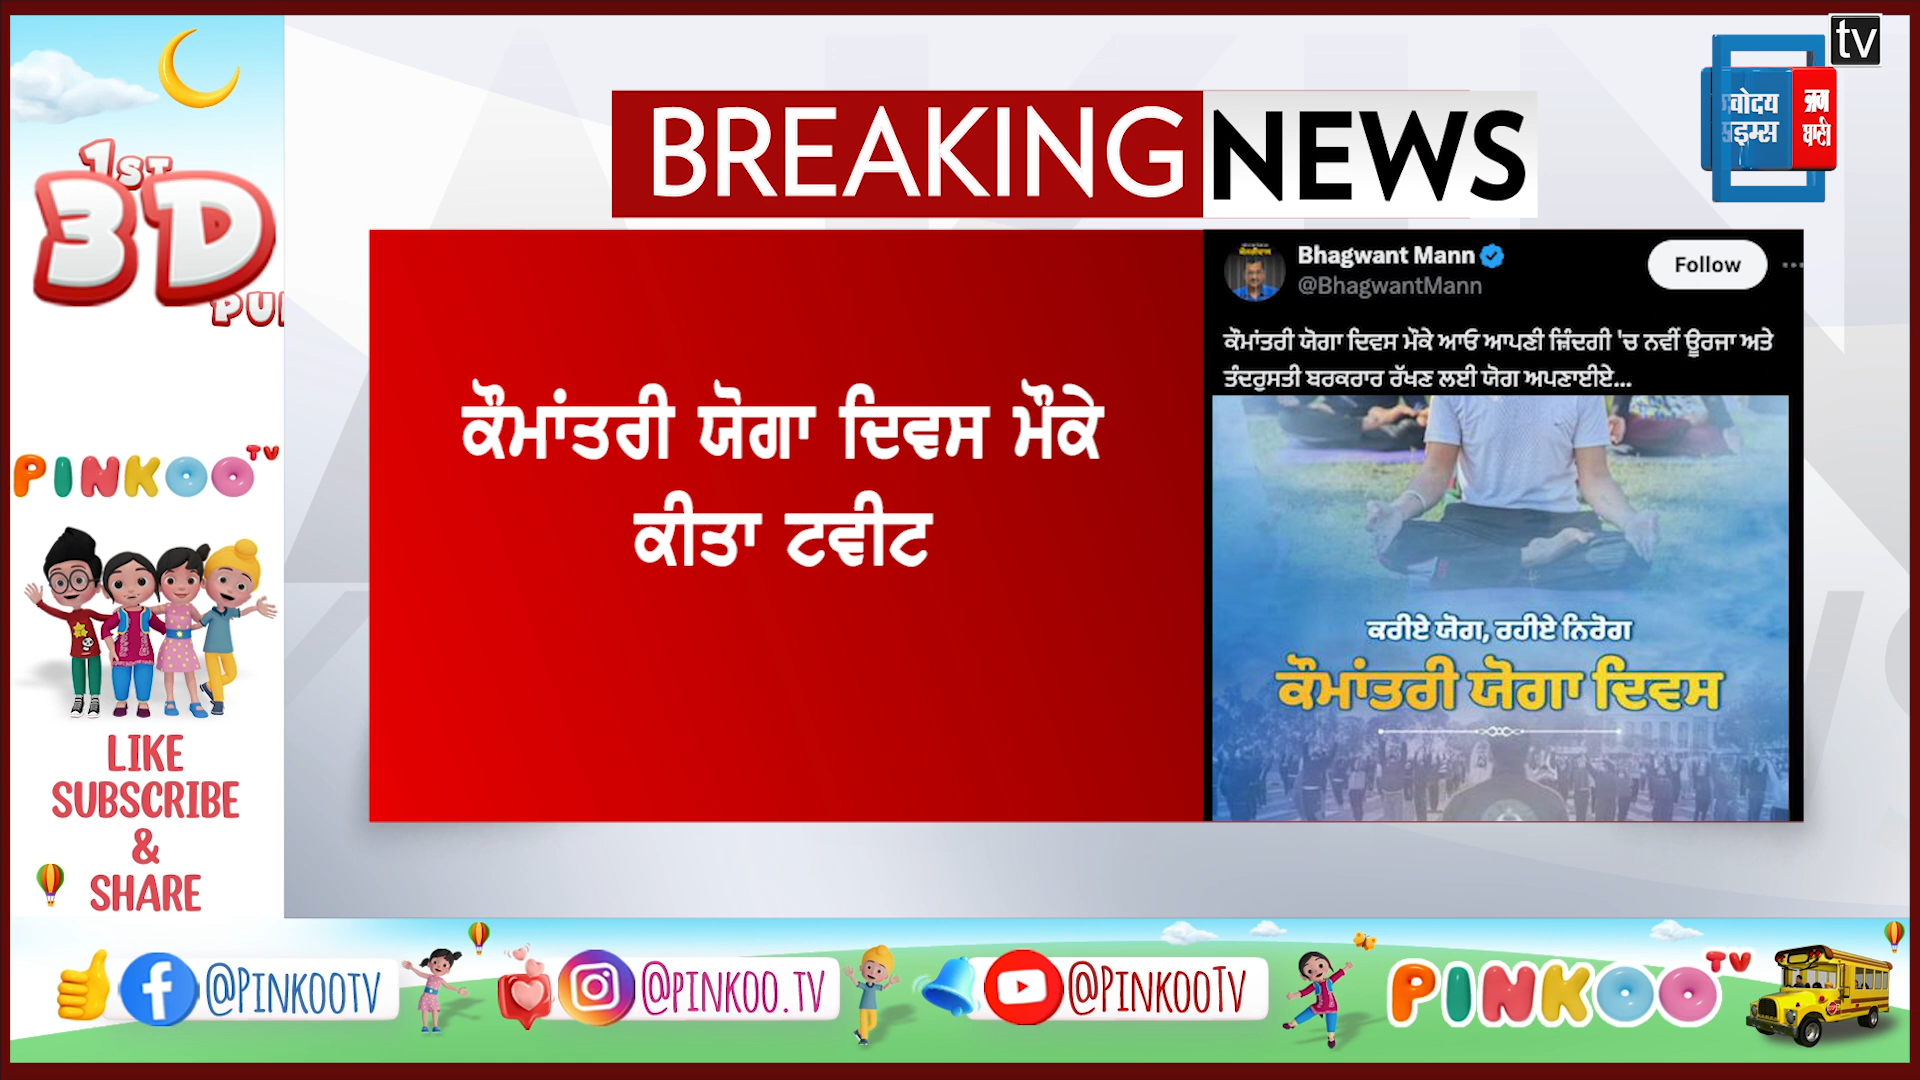 1ST
3D
PINKOO TV
LIKE
SUBSCRIBE
&
SHARE
BREAKING NEWS
ਕੌਮਾਂਤਰੀ ਯੋਗਾ ਦਿਵਸ ਮੌਕੇ
ਕੀਤਾ ਟਵੀਟ
Bhagwant Mann
@BhagwantMann
Follow
ਕੌਮਾਂਤਰੀ ਯੋਗਾ ਦਿਵਸ ਮੌਕੇ ਆਓ ਆਪਣੀ ਜ਼ਿੰਦਗੀ 'ਚ ਨਵੀਂ ਊਰਜਾ ਅਤੇ
ਤੰਦਰੁਸਤੀ ਬਰਕਰਾਰ ਰੱਖਣ ਲਈ ਯੋਗ ਅਪਣਾਈਏ...
ਕਰੀਏ ਯੋਗ, ਰਹੀਏ ਨਿਰੋਗ
ਕੌਮਾਂਤਰੀ ਯੋਗਾ ਦਿਵਸ
tv
@PINKOOTV
@PINKOO.TV
@PINKOOTV
PINKOO TV